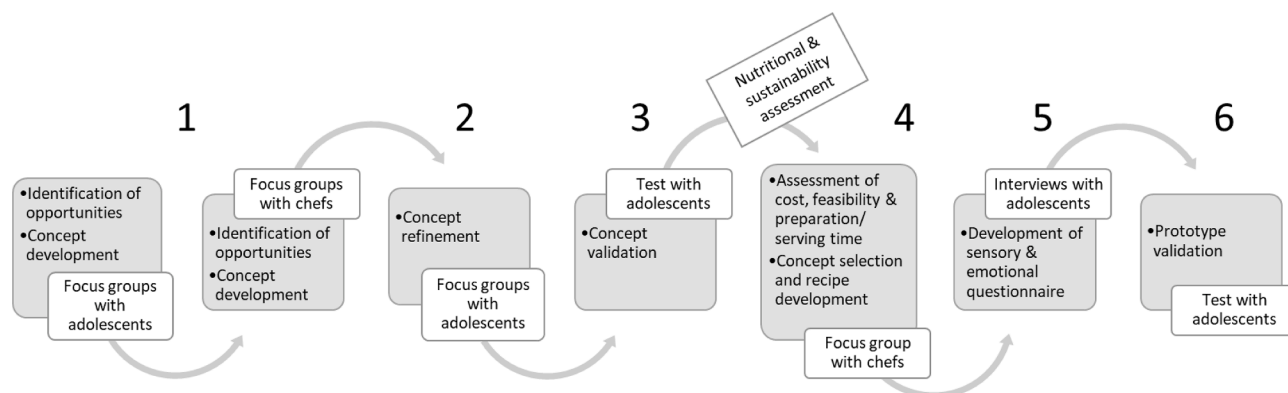 1
•Identification of
opportunities
•Concept
development
Focus groups
with
adolescents
Focus groups
with chefs
•Identification of
opportunities
•Concept
development
2
•Concept
refinement
Focus groups
with
adolescents
3
Test with
adolescents
•Concept
validation
Nutritional &
sustainability
assessment
4
•Assessment of
cost, feasibility &
preparation/
serving time
•Concept selection
and recipe
development
Focus group
with chefs
5
Interviews with
adolescents
•Development of
sensory &
emotional
questionnaire
6
•Prototype
validation
Test with
adolescents